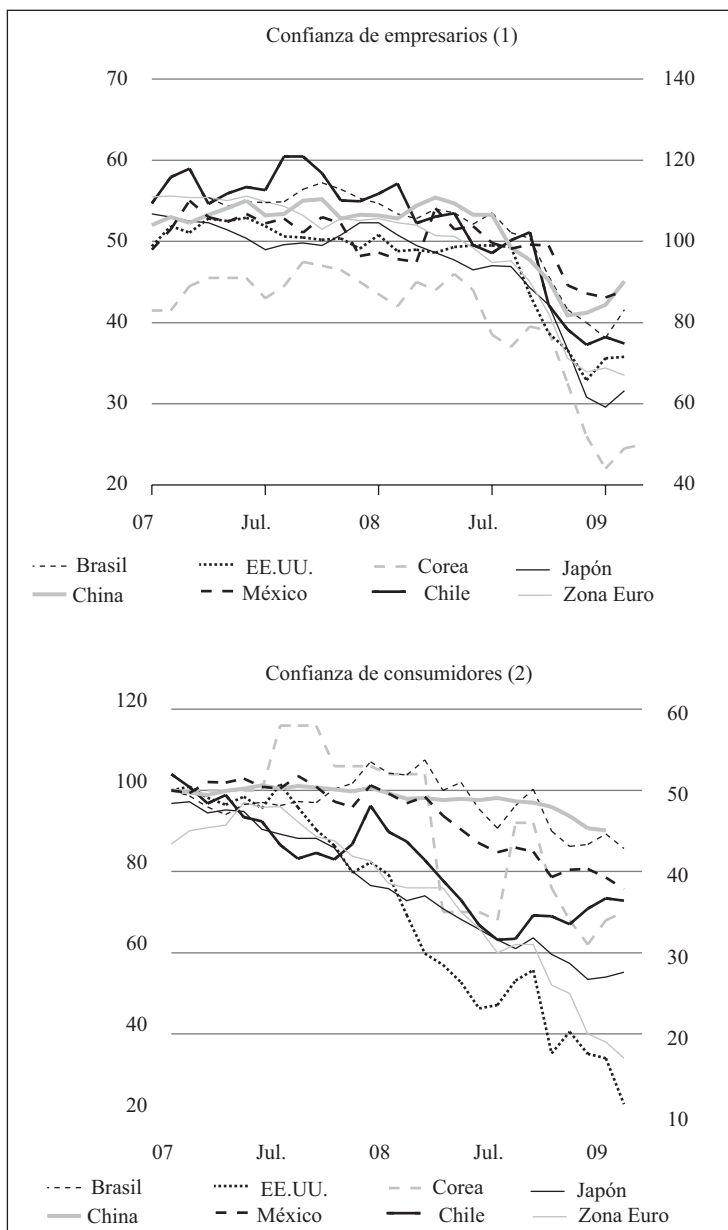 Confianza de empresarios (1)
70 140
60 120
50 100
40 80
30 60
20 40
07 Jul. 08 Jul. 09
Brasil EE.UU. Corea Japón
China México Chile Zona Euro
Confianza de consumidores (2)
120 60
100 50
80 40
60 30
40 20
20 10
07 Jul. 08 Jul. 09
Brasil EE.UU. Corea Japón
China México Chile Zona Euro